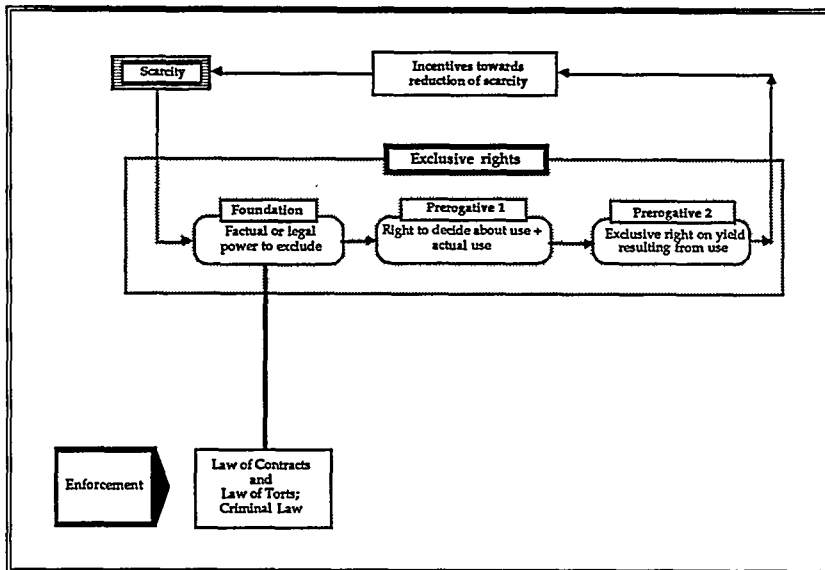 Scarcity
Incentives towards
reduction of scarcity
Exclusive rights
Foundation
Factual or legal
power to exclude
Prerogative 1
Right to decide about use +
actual use
Prerogative 2
Exclusive right on yield
resulting from use
Enforcement
Law of Contracts
and
Law of Torts;
Criminal Law